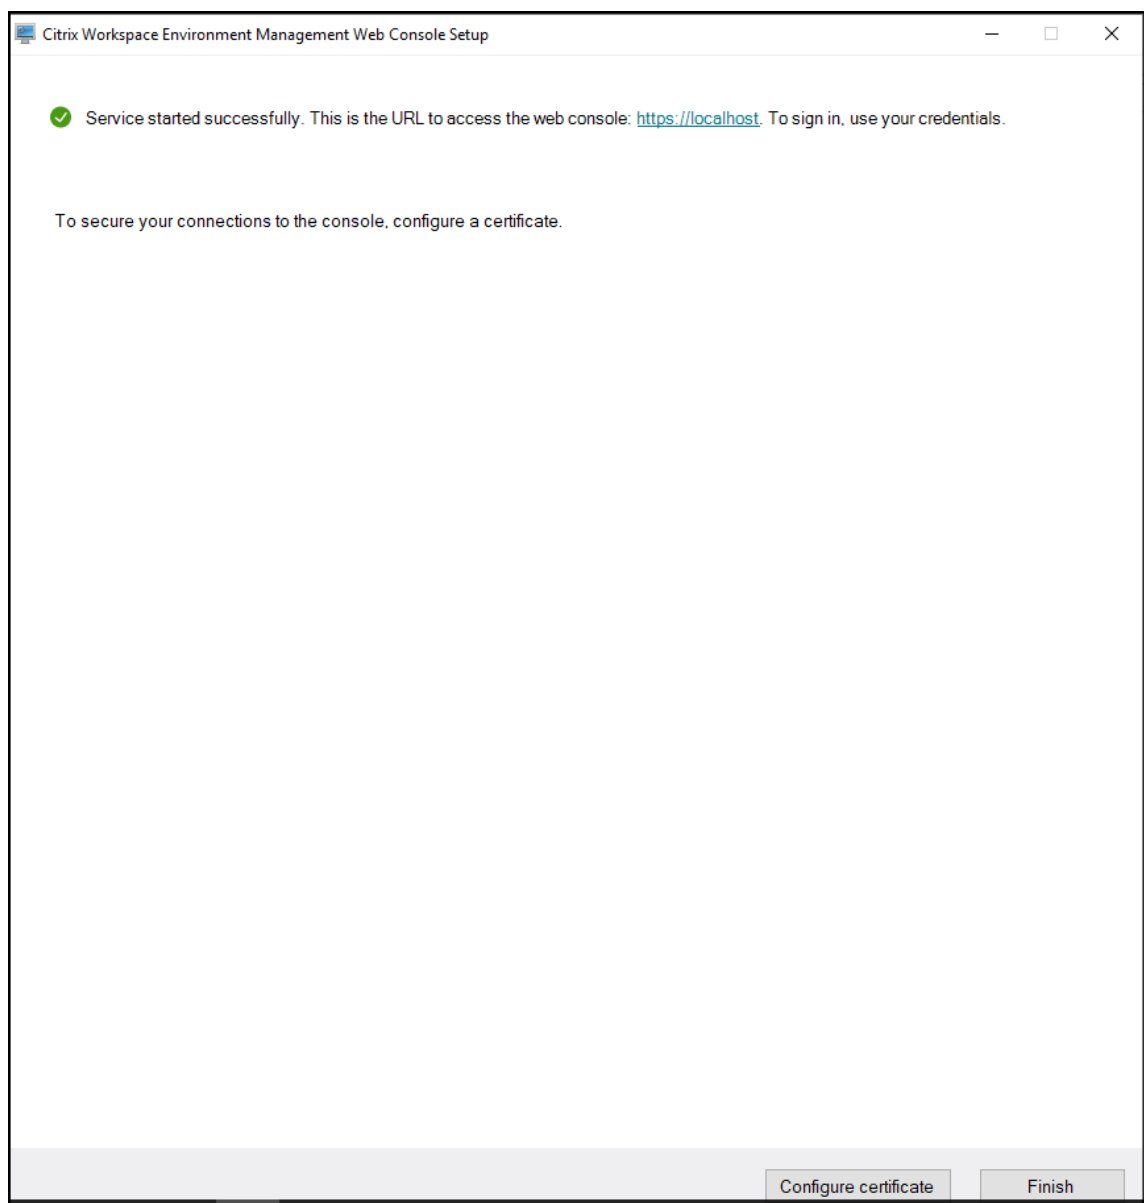 Citrix Workspace Environment Management Web Console Setup
Service started successfully. This is the URL to access the web console: https://localhost. To sign in, use your credentials.
To secure your connections to the console, configure a certificate.
Configure certificate
Finish